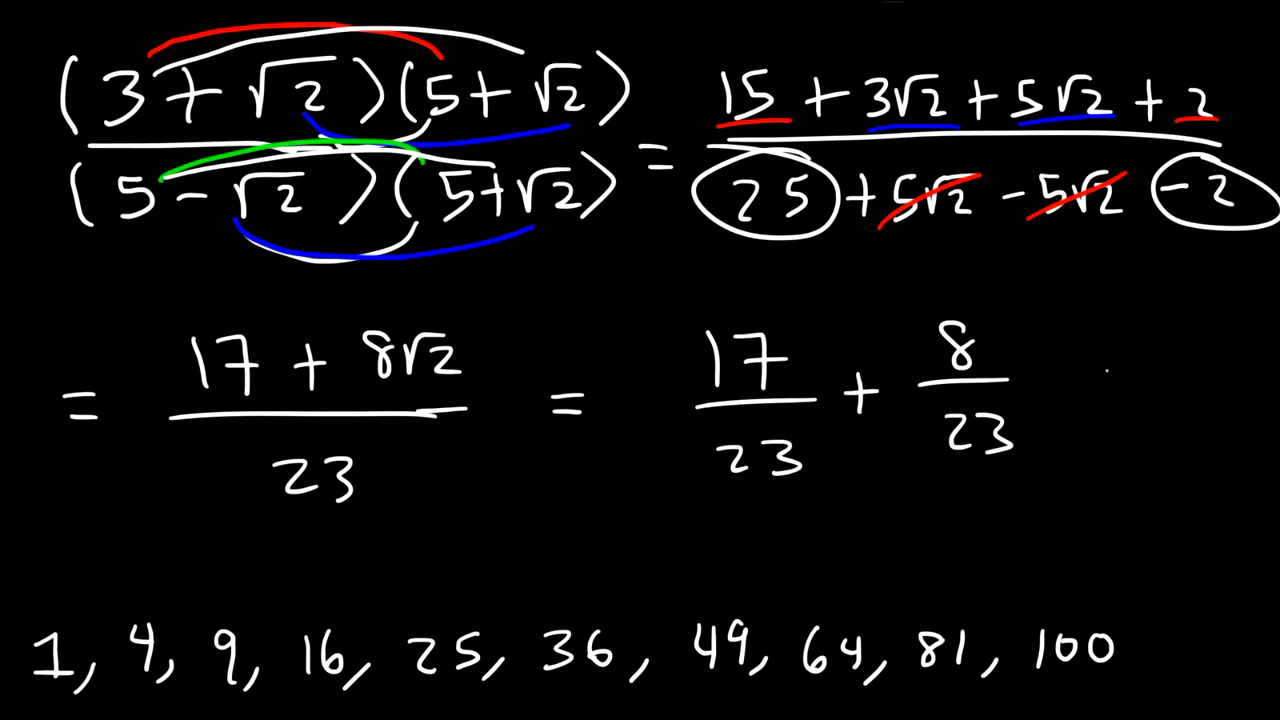 (3+√2)(5+√2) / (5-√2)(5+√2) = 15 + 3√2 + 5√2 + 2 / 25 + 5√2 - 5√2 - 2
= 17 + 8√2 / 23 = 17/23 + 8/23
1, 4, 9, 16, 25, 36, 49, 64, 81, 100